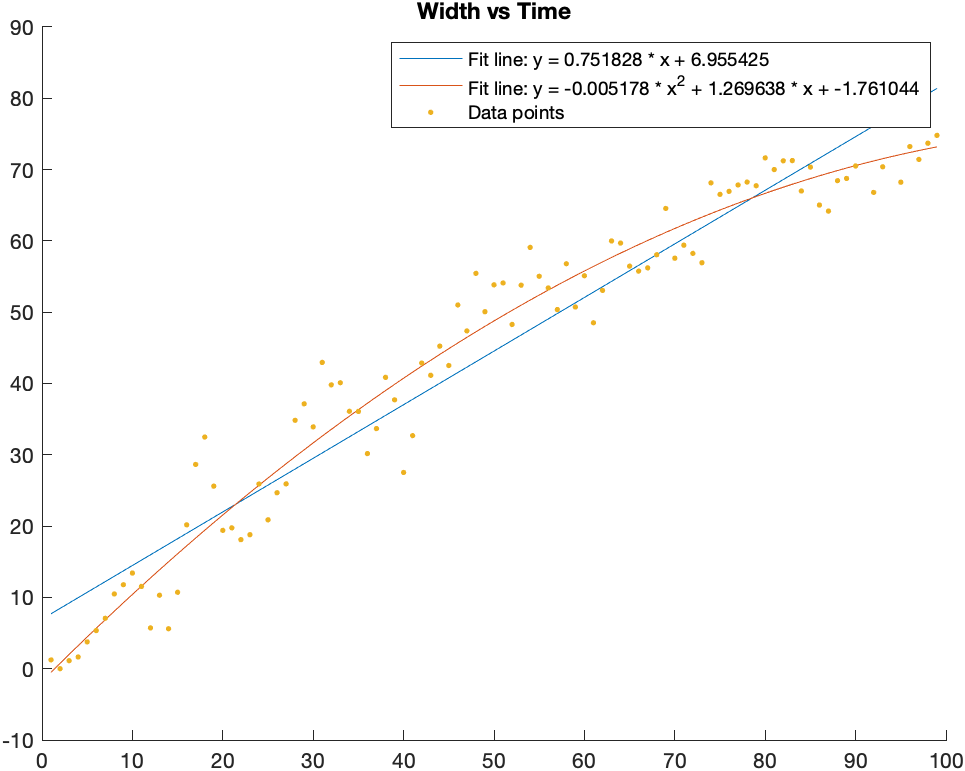 Width vs Time
90
80
70
60
50
40
30
20
10
0
-10
Fit line: y = 0.751828 * x + 6.955425
Fit line: y = -0.005178 * x² + 1.269638 * x + -1.761044
Data points
0 10 20 30 40 50 60 70 80 90 100